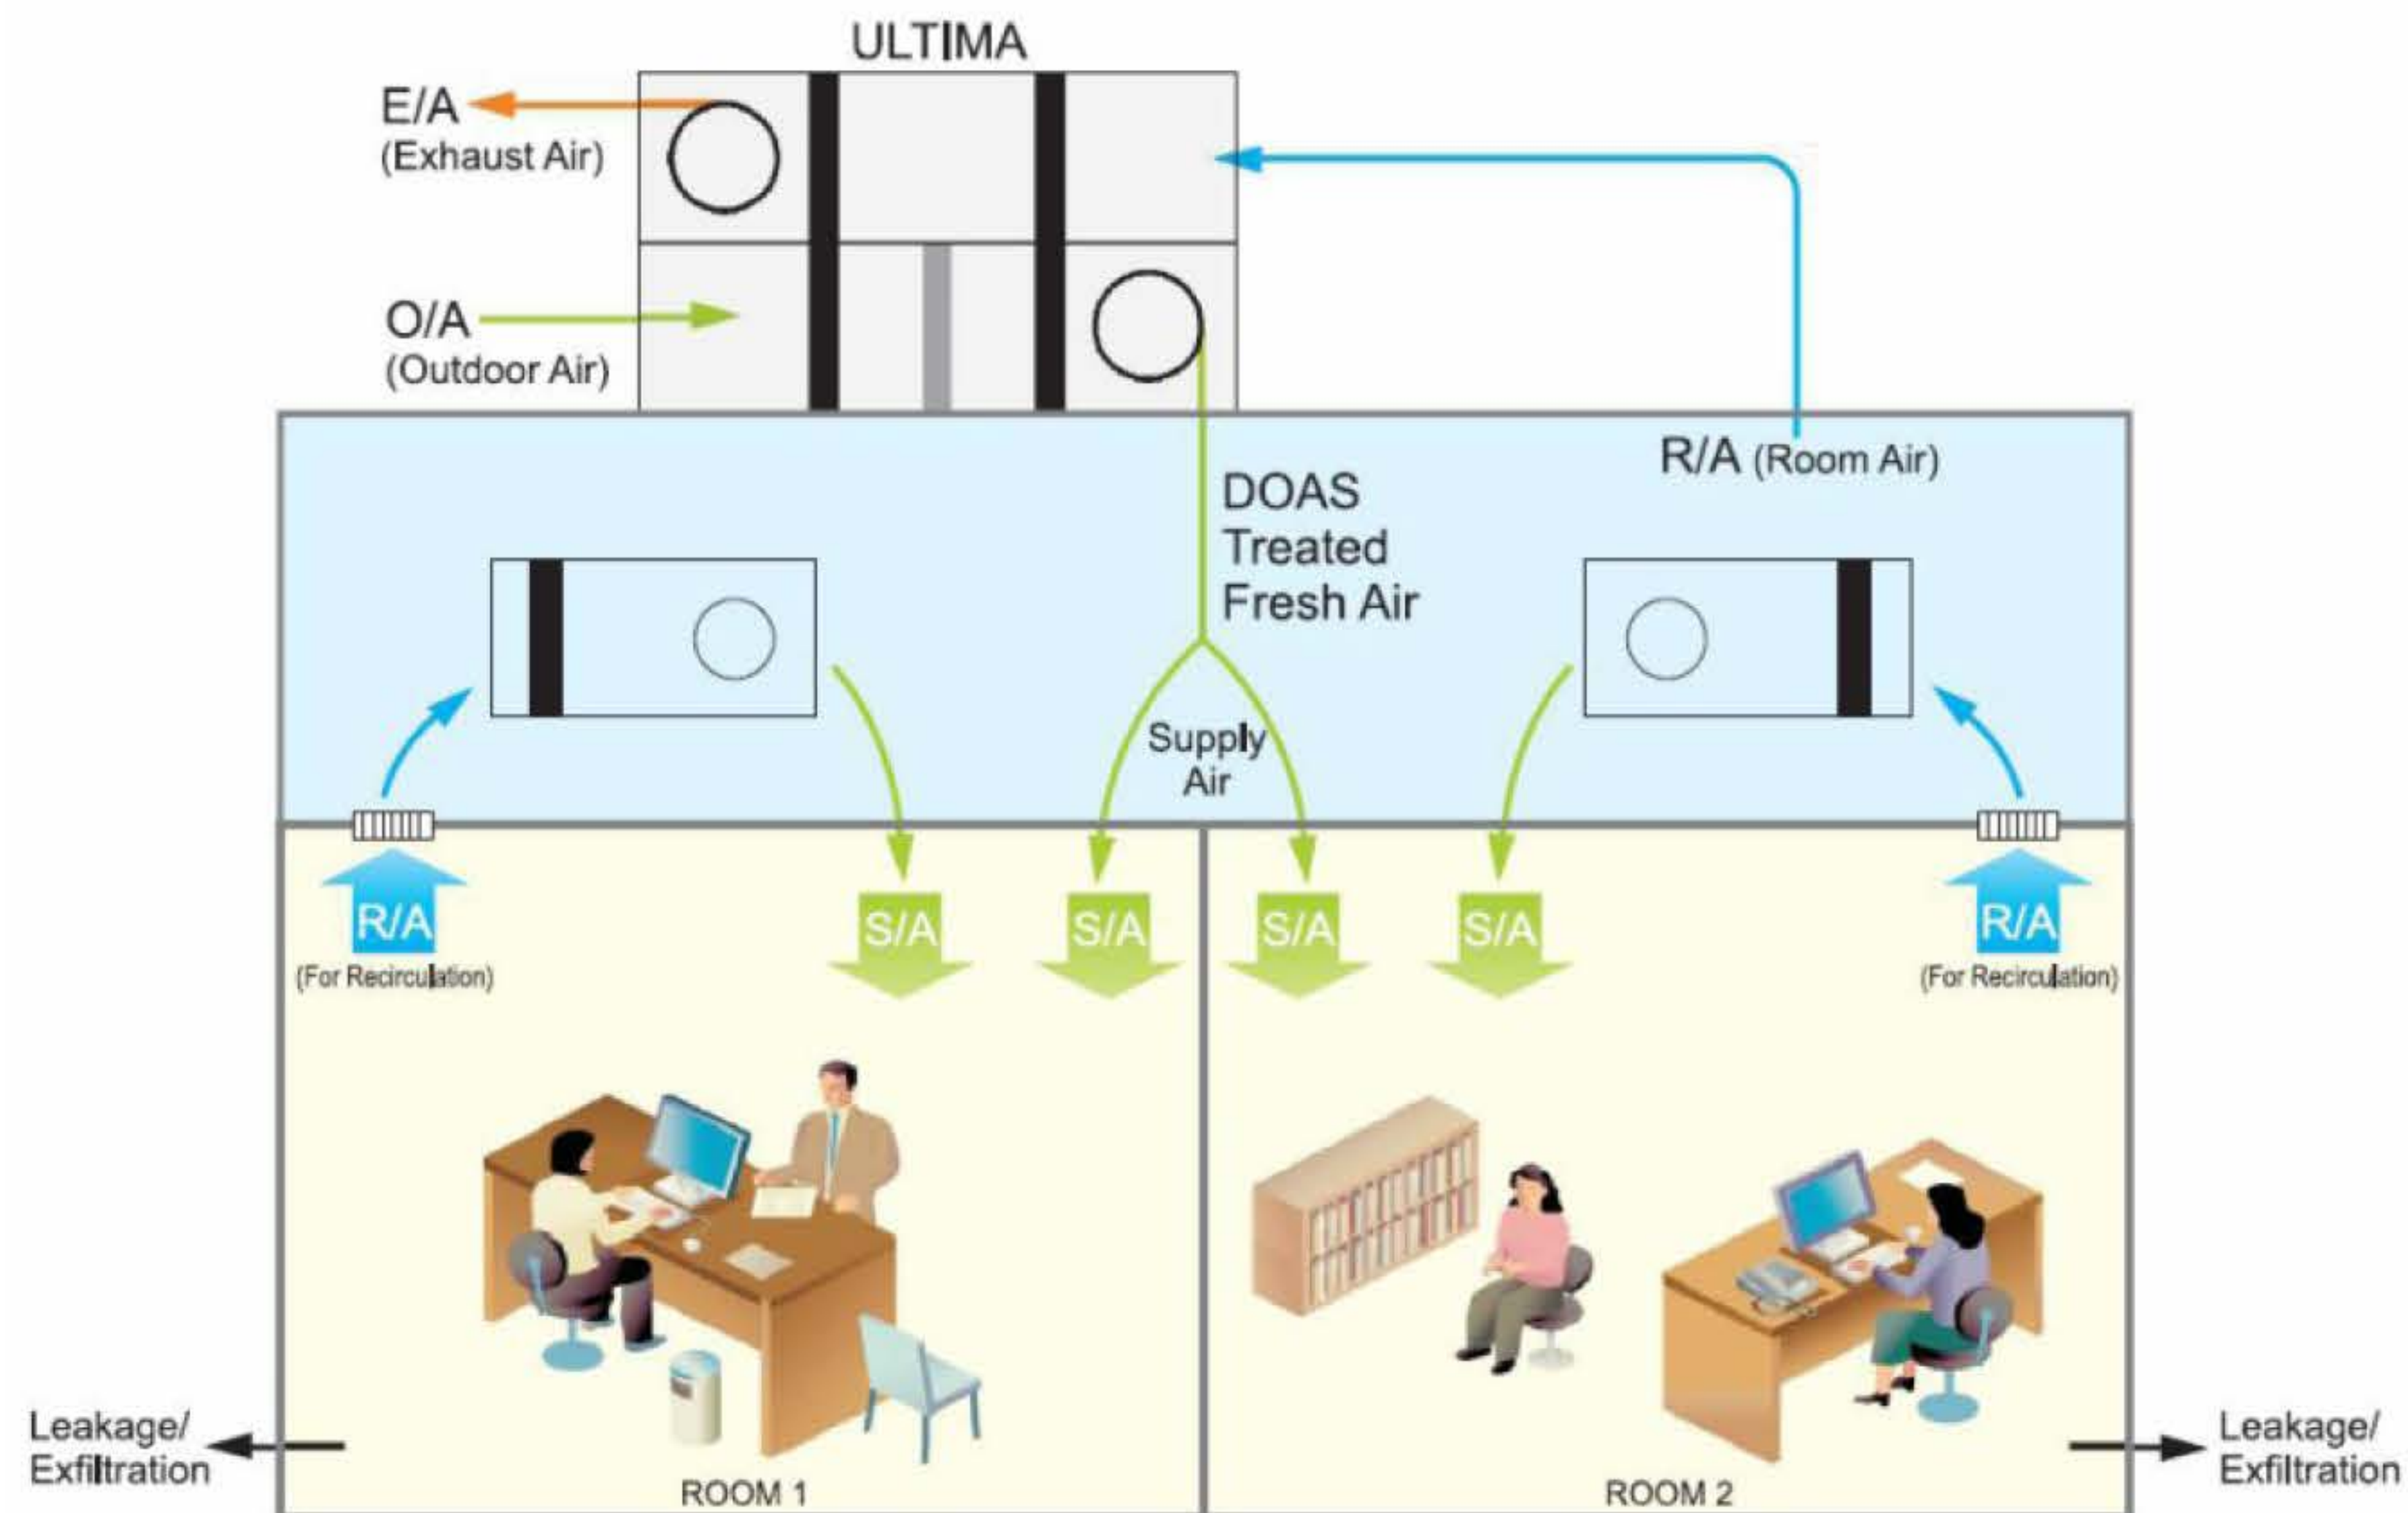 ULTIMA
E/A
(Exhaust Air)
O/A
(Outdoor Air)
R/A (Room Air)
DOAS
Treated
Fresh Air
Supply
Air
R/A
(For Recirculation)
S/A
S/A
S/A
S/A
R/A
(For Recirculation)
Leakage/
Exfiltration
ROOM 1
ROOM 2
Leakage/
Exfiltration